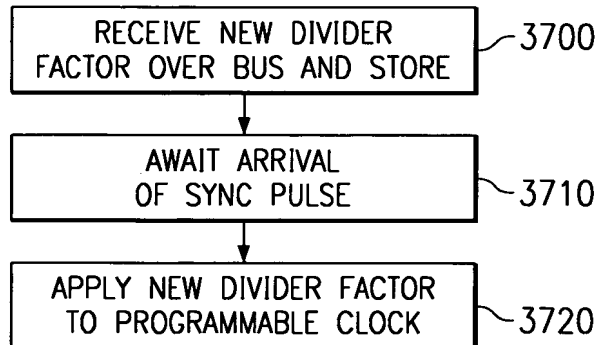 RECEIVE NEW DIVIDER
FACTOR OVER BUS AND STORE
3700
AWAIT ARRIVAL
OF SYNC PULSE
3710
APPLY NEW DIVIDER FACTOR
TO PROGRAMMABLE CLOCK
3720